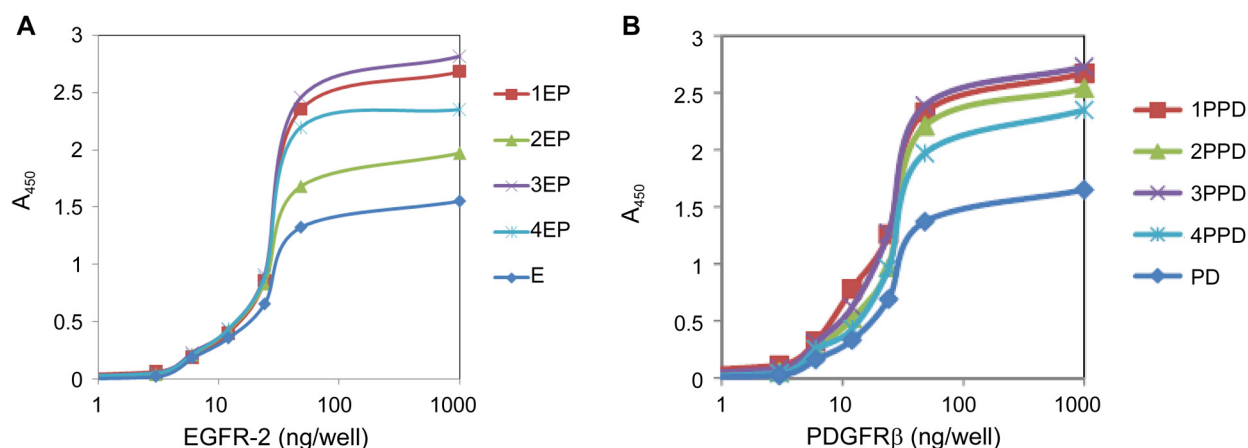 A
3
2.5
2
1.5
1
0.5
0
A450
1 10 100 1000
EGFR-2 (ng/well)
1EP
2EP
3EP
4EP
E
B
3
2.5
2
1.5
1
0.5
0
A450
1 10 100 1000
PDGFRβ (ng/well)
1PPD
2PPD
3PPD
4PPD
PD